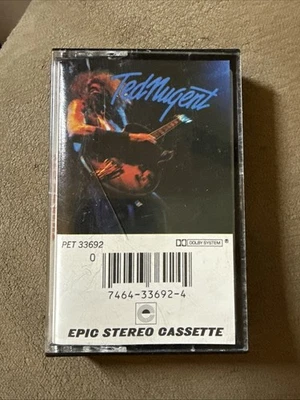 Ted Nugent
PET 33692
DOLBY SYSTEM ®
0
7464-33692-4
EPIC STEREO CASSETTE